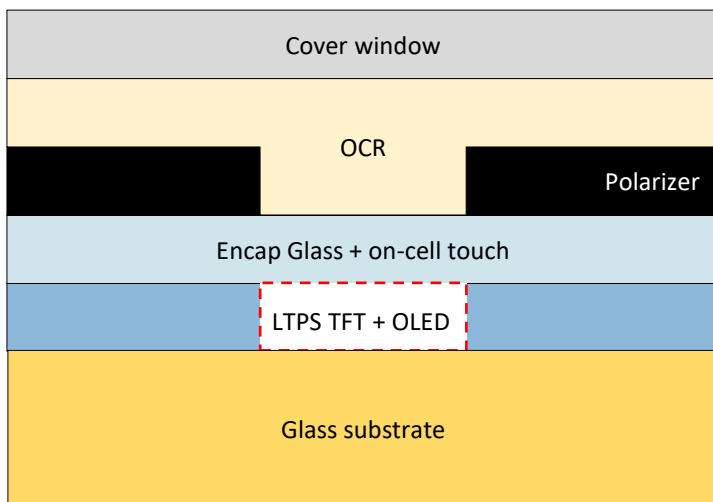 Cover window
OCR
Polarizer
Encap Glass + on-cell touch
LTPS TFT + OLED
Glass substrate